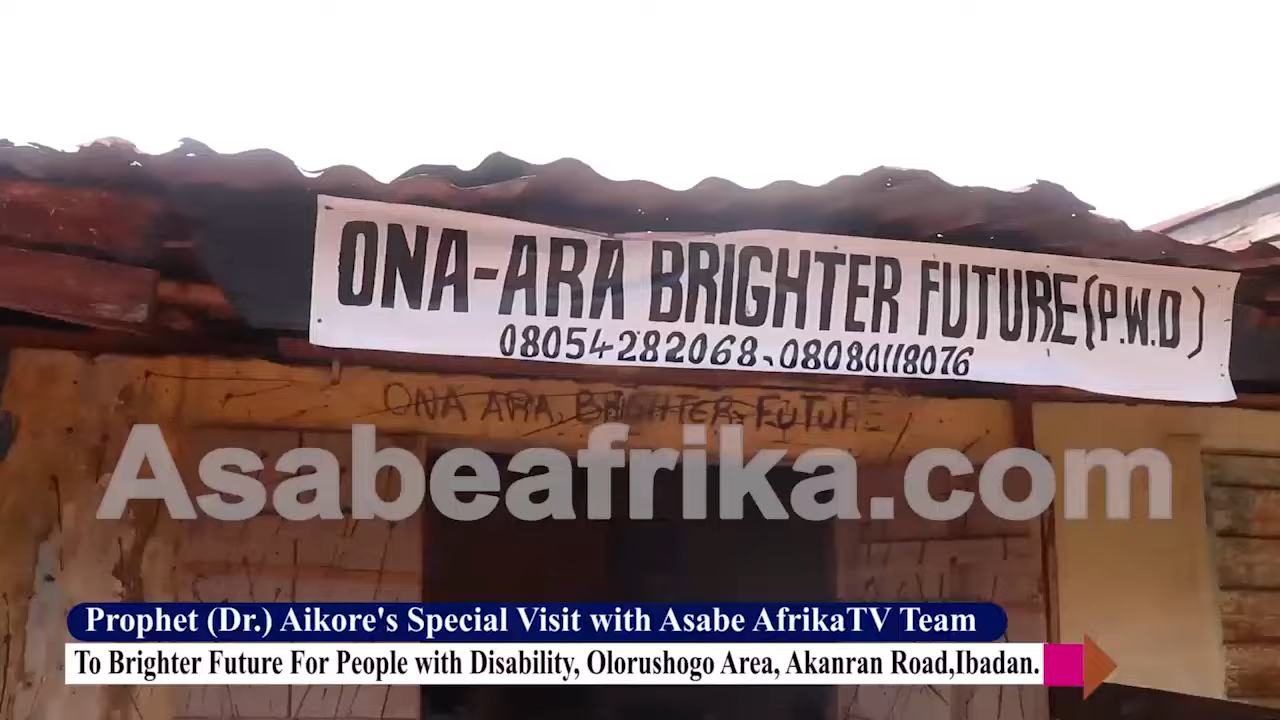 ONA-ARA BRIGHTER FUTURE (P.W.D)
08054282068, 08080118076
ONA ARA, BRIGHTER, FUTURE
Asabeafrika.com
Prophet (Dr.) Aikore's Special Visit with Asabe AfrikaTV Team
To Brighter Future For People with Disability, Olorushogo Area, Akanran Road,Ibadan.